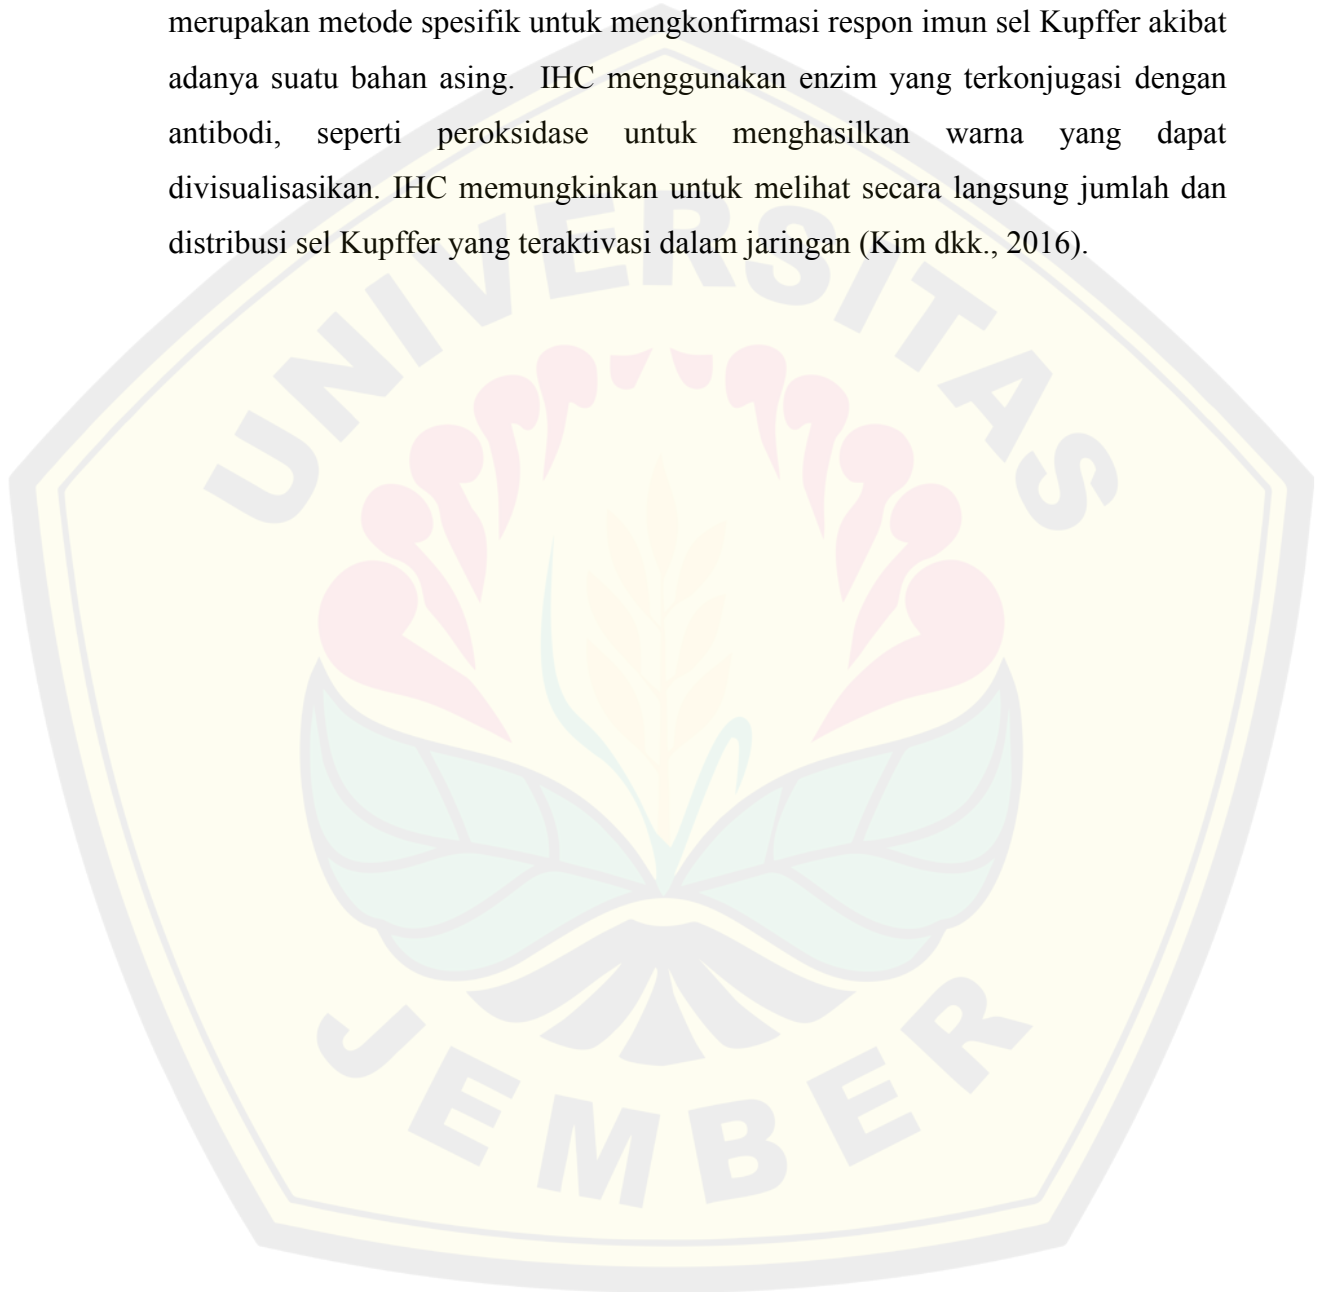 merupakan metode spesifik untuk mengkonfirmasi respon imun sel Kupffer akibat
adanya suatu bahan asing. IHC menggunakan enzim yang terkonjugasi dengan
antibodi, seperti peroksidase untuk menghasilkan warna yang dapat
divisualisasikan. IHC memungkinkan untuk melihat secara langsung jumlah dan
distribusi sel Kupffer yang teraktivasi dalam jaringan (Kim dkk., 2016).
UNIVERSITAS
JEMBER